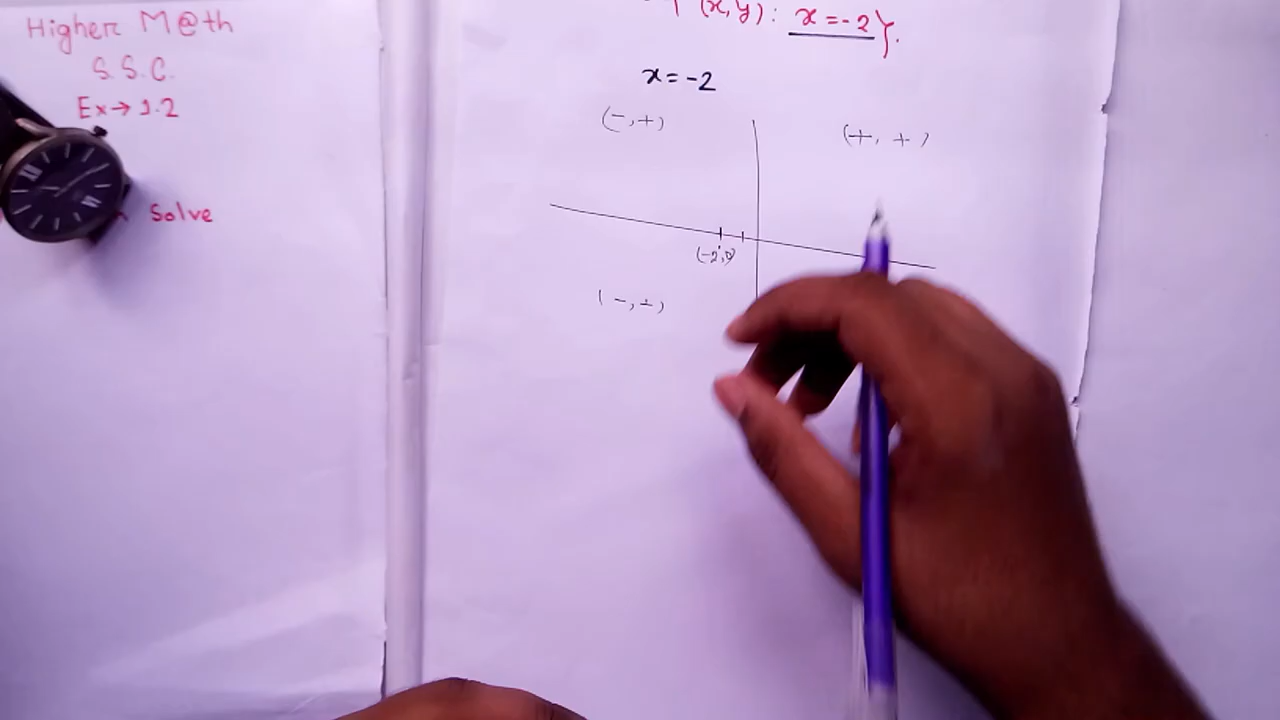 Higher M@th
S.S.C.
Ex→1.2
Solve
(x,y): x=-2}.
x=-2
(-,+)
(+,+)
(-2,0)
(-,+)